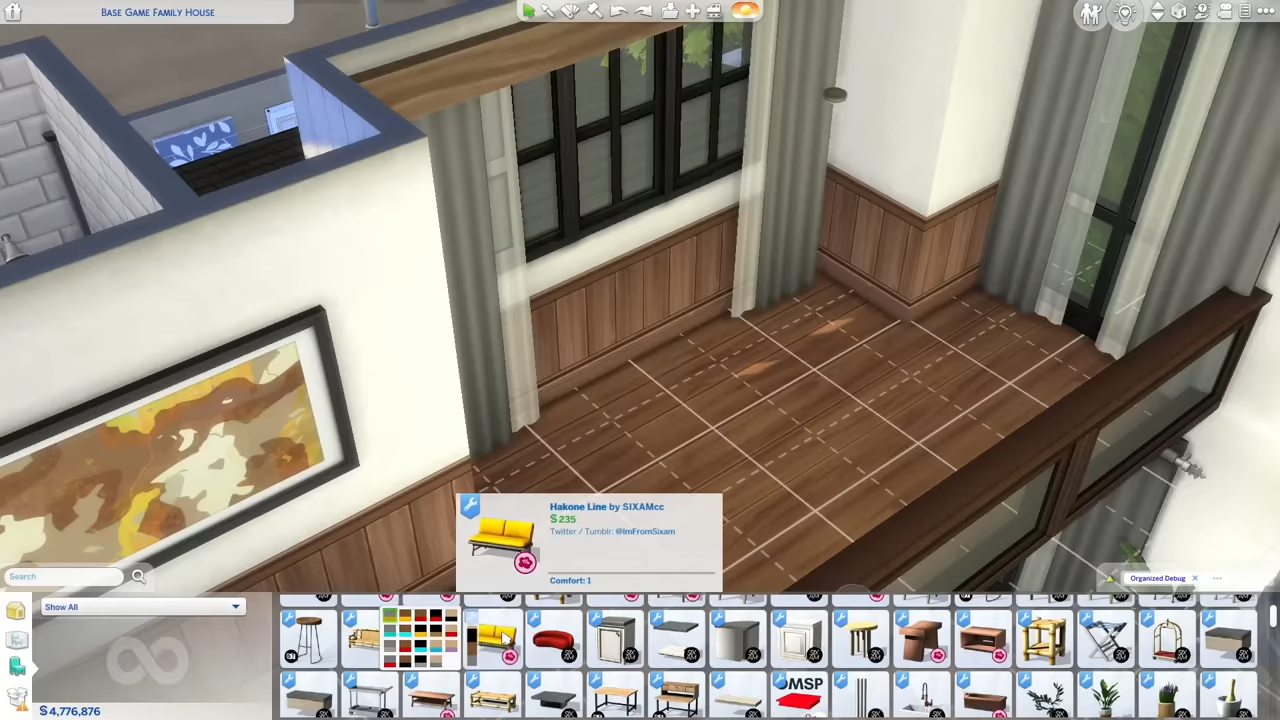 BASE GAME FAMILY HOUSE
Hakone Line by SIXAMcc
§235
Twitter / Tumblr: @ImFromSixam
Comfort: 1
Search
Organized Debug
Show All
MSP
§4,776,876